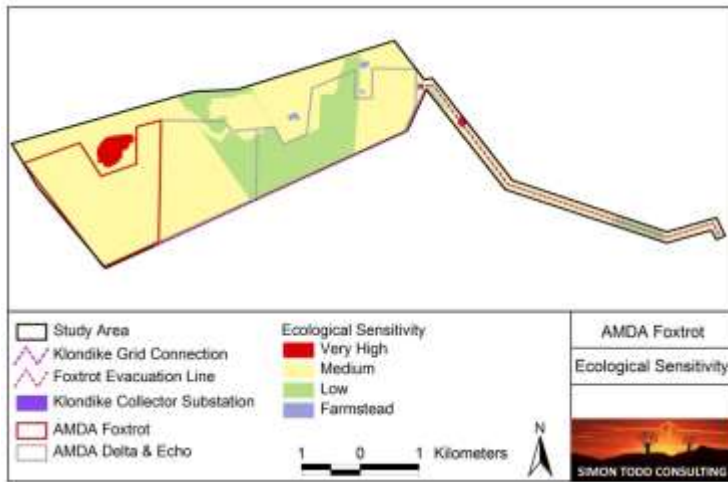 Study Area
Klondike Grid Connection
Foxtrot Evacuation Line
Klondike Collector Substation
AMDA Foxtrot
AMDA Delta & Echo
Ecological Sensitivity
Very High
Medium
Low
Farmstead
1 0 1 Kilometers
N
AMDA Foxtrot
Ecological Sensitivity
SIMON TODD CONSULTING